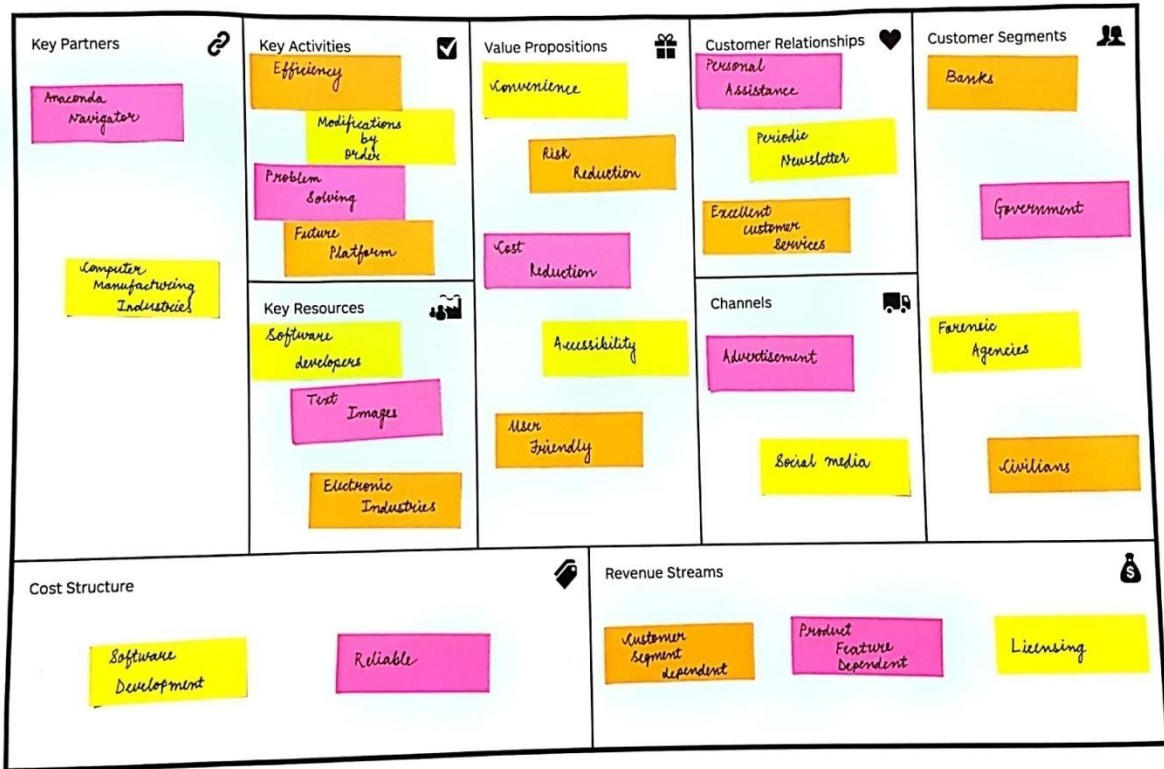 Key Partners
Anaconda
Navigator
Computer
Manufacturing
Industries
Key Activities
Efficiency
Modifications
by
Order
Problem
Solving
Future
Platform
Key Resources
Software
developers
Text
Images
Electronic
Industries
Value Propositions
Convenience
Risk
Reduction
Cost
Reduction
Accessibility
User
Friendly
Customer Relationships
Personal
Assistance
Periodic
Newsletter
Excellent
customer
Services
Channels
Advertisement
Social media
Customer Segments
Banks
Government
Forensic
Agencies
Civilians
Cost Structure
Software
Development
Reliable
Revenue Streams
Customer
Segment
dependent
Product
Feature
Dependent
Licensing
$